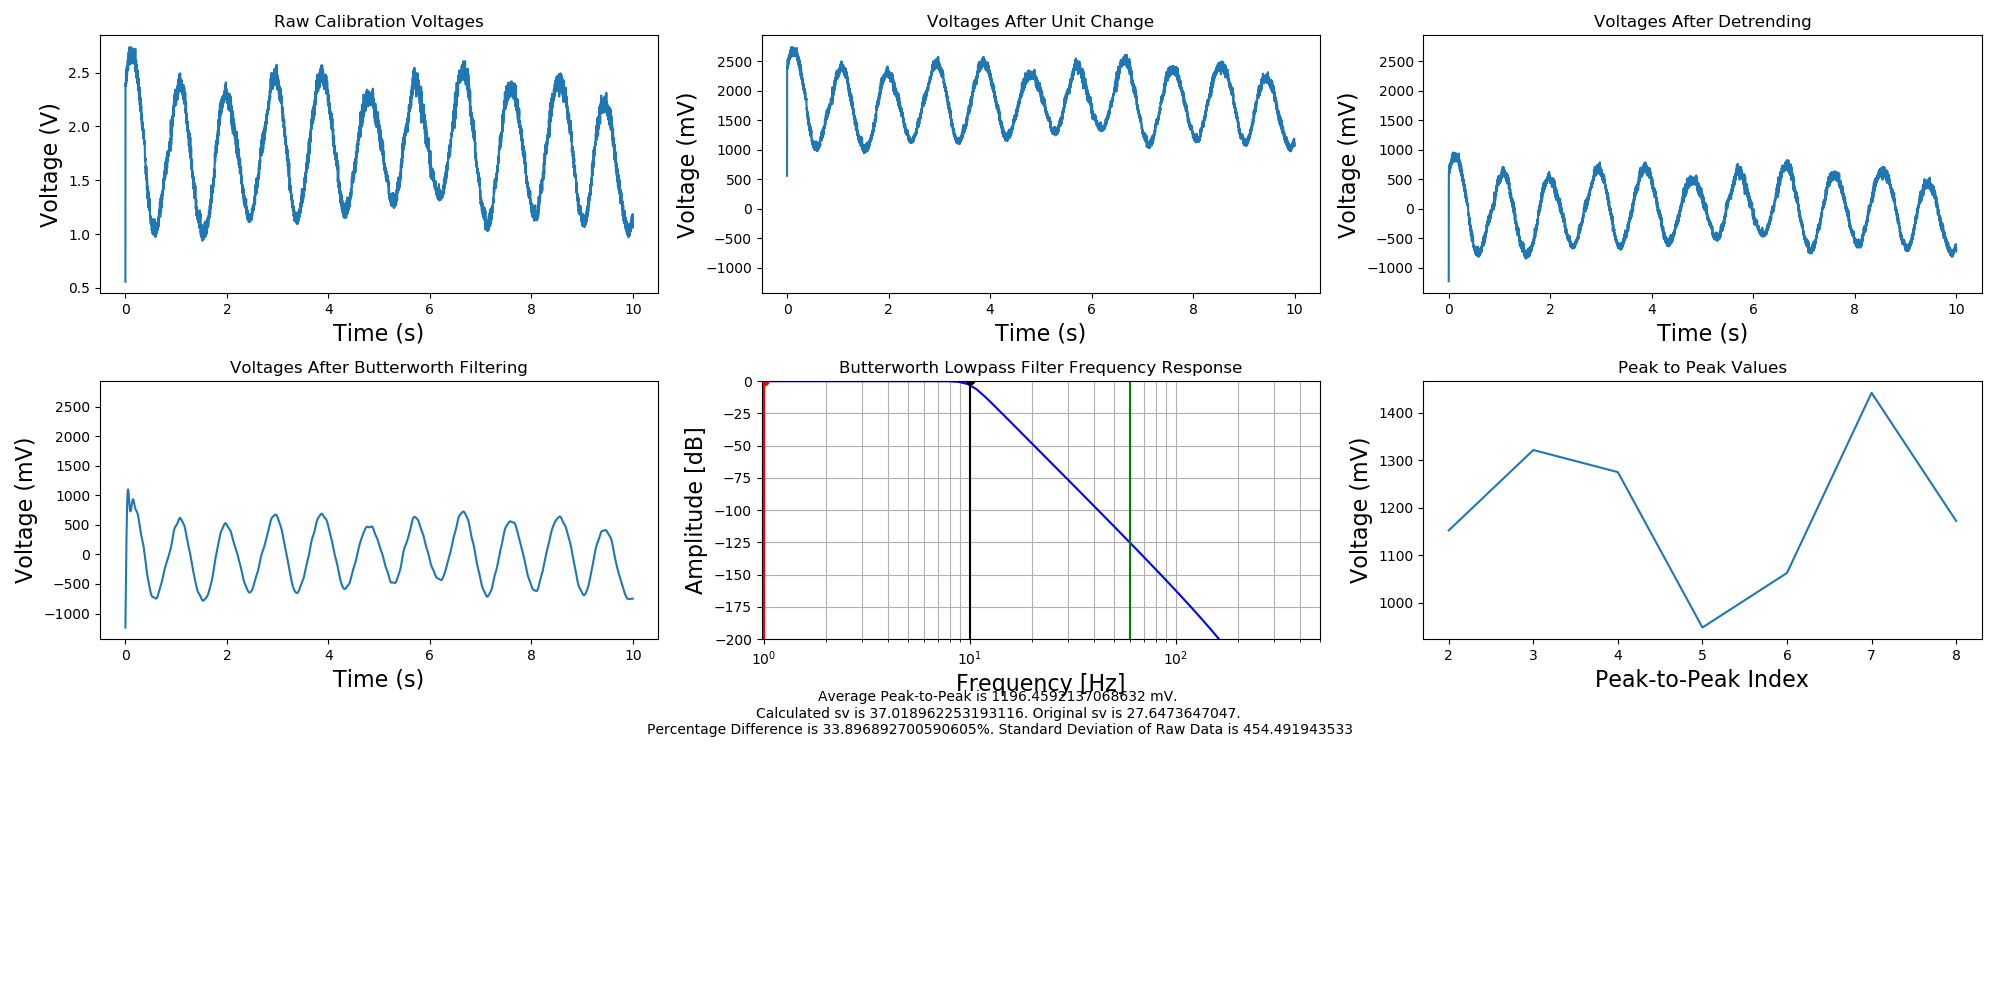 Raw Calibration Voltages
Voltage (V)
2.5
2.0
1.5
1.0
0.5
0 2 4 6 8 10
Time (s)
Voltages After Unit Change
Voltage (mV)
2500
2000
1500
1000
500
0
−500
−1000
0 2 4 6 8 10
Time (s)
Voltages After Detrending
Voltage (mV)
2500
2000
1500
1000
500
0
−500
−1000
0 2 4 6 8 10
Time (s)
Voltages After Butterworth Filtering
Voltage (mV)
2500
2000
1500
1000
500
0
−500
−1000
0 2 4 6 8 10
Time (s)
Butterworth Lowpass Filter Frequency Response
Amplitude [dB]
0
−25
−50
−75
−100
−125
−150
−175
−200
10⁰ 10¹ 10²
Frequency [Hz]
Peak to Peak Values
Voltage (mV)
1400
1300
1200
1100
1000
2 3 4 5 6 7 8
Peak-to-Peak Index
Average Peak-to-Peak is 1196.4592137068632 mV.
Calculated sv is 37.018962253193116. Original sv is 27.6473647047.
Percentage Difference is 33.896892700590605%. Standard Deviation of Raw Data is 454.491943533